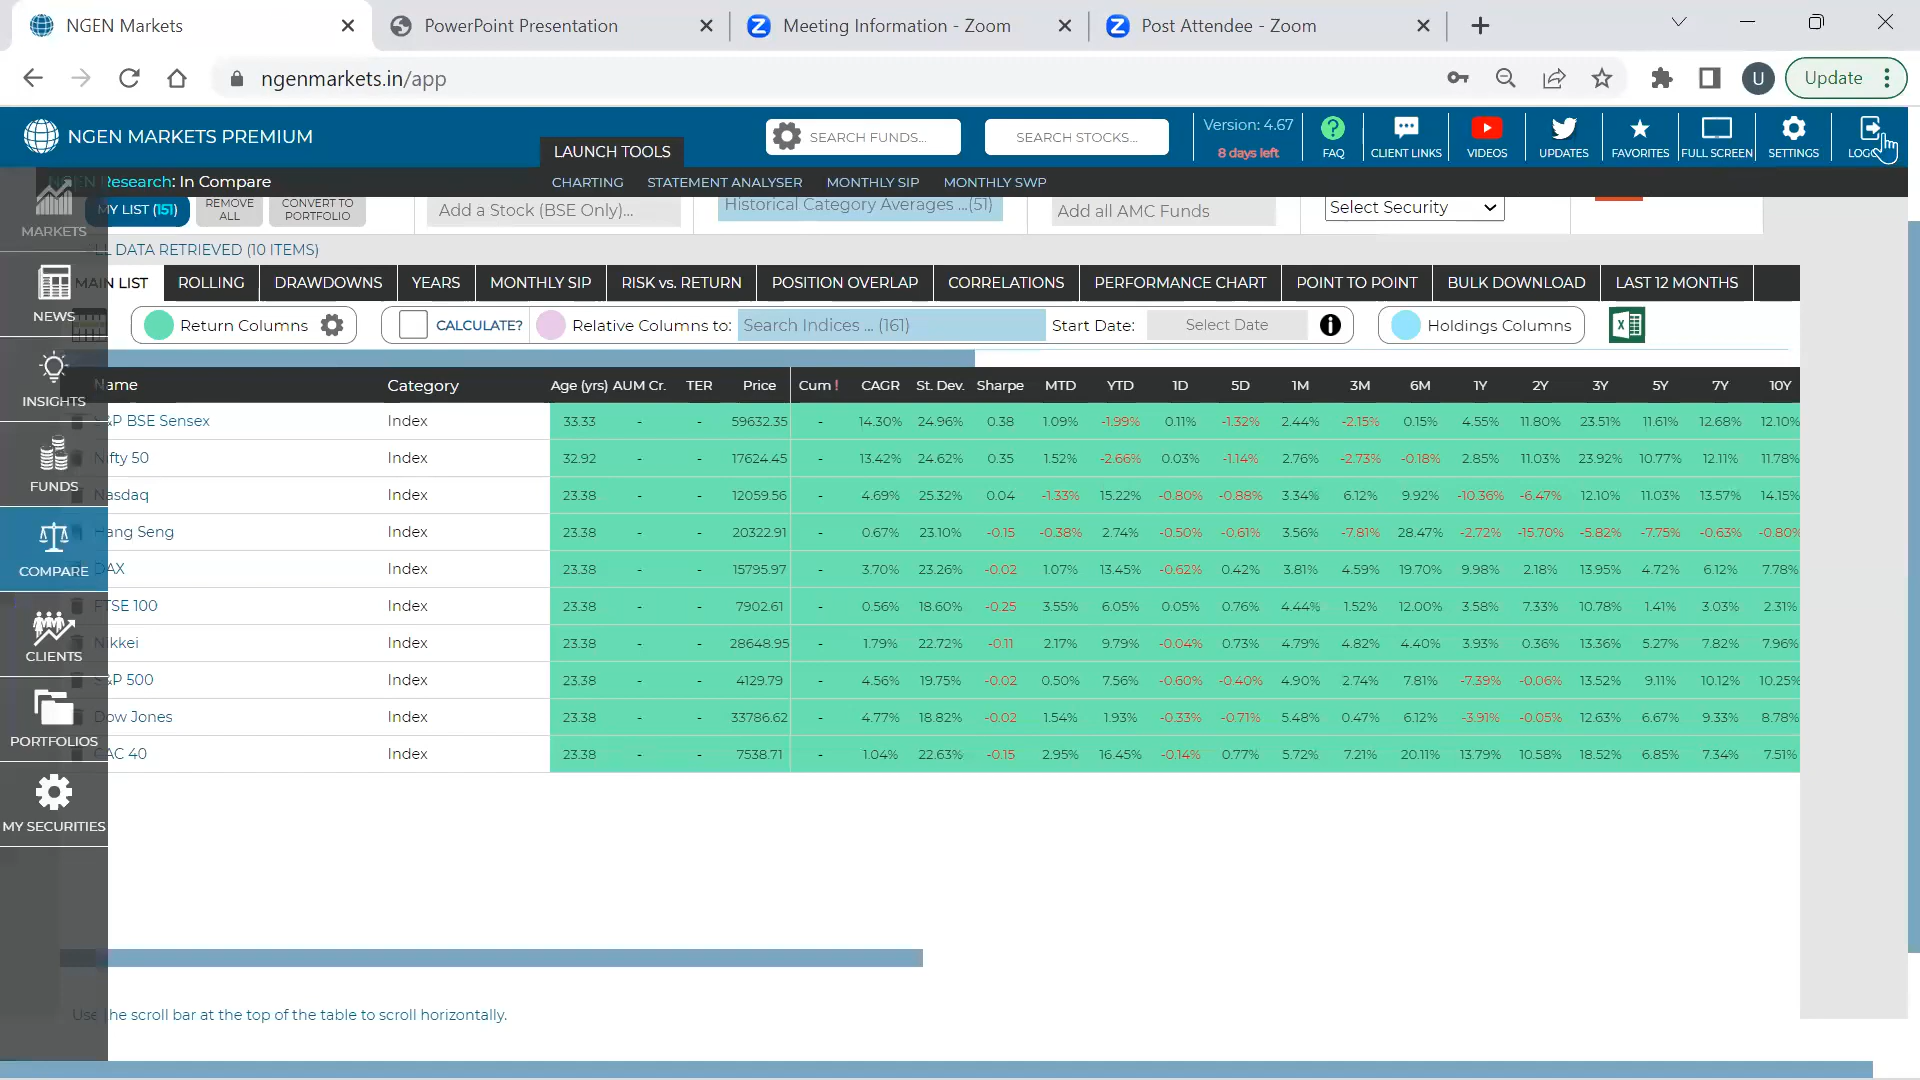 NGEN Markets
PowerPoint Presentation
Meeting Information - Zoom
Post Attendee - Zoom
ngenmarkets.in/app
U
Update
NGEN MARKETS PREMIUM
LAUNCH TOOLS
SEARCH FUNDS...
SEARCH STOCKS...
Version: 4.67
8 days left
FAQ
CLIENT LINKS
VIDEOS
UPDATES
FAVORITES
FULL SCREEN
SETTINGS
NGEN Research: In Compare
CHARTING STATEMENT ANALYSER MONTHLY SIP MONTHLY SWP
MARKETS
NEWS
INSIGHTS
FUNDS
COMPARE
CLIENTS
PORTFOLIOS
MY SECURITIES
MY LIST (151)
REMOVE ALL
CONVERT TO PORTFOLIO
Add a Stock (BSE Only)...
Historical Category Averages ...(51)
Add all AMC Funds
Select Security
DATA RETRIEVED (10 ITEMS)
MAIN LIST ROLLING DRAWDOWNS YEARS MONTHLY SIP RISK vs. RETURN POSITION OVERLAP CORRELATIONS PERFORMANCE CHART POINT TO POINT BULK DOWNLOAD LAST 12 MONTHS
Return Columns CALCULATE? Relative Columns to: Search Indices ... (161) Start Date: Select Date Holdings Columns
Name Category Age (yrs) AUM Cr. TER Price Cum ! CAGR St. Dev. Sharpe MTD YTD 1D 5D 1M 3M 6M 1Y 2Y 3Y 5Y 7Y 10Y
S&P BSE Sensex Index 33.33 - - 59632.35 - 14.30% 24.96% 0.38 1.09% -1.99% 0.11% -1.32% 2.44% -2.15% 0.15% 4.55% 11.80% 23.51% 11.61% 12.68% 12.10%
Nifty 50 Index 32.92 - - 17624.45 - 13.42% 24.62% 0.35 1.52% -2.66% 0.03% -1.14% 2.76% -2.73% -0.18% 2.85% 11.03% 23.92% 10.77% 12.11% 11.78%
Nasdaq Index 23.38 - - 12059.56 - 4.69% 25.32% 0.04 -1.33% 15.22% -0.80% -0.88% 3.34% 6.12% 9.92% -10.36% -6.47% 12.10% 11.03% 13.57% 14.15%
Hang Seng Index 23.38 - - 20322.91 - 0.67% 23.10% -0.15 -0.38% 2.74% -0.50% -0.61% 3.56% -7.81% 28.47% -2.72% -15.70% -5.82% -7.75% -0.63% -0.80%
DAX Index 23.38 - - 15795.97 - 3.70% 23.26% -0.02 1.07% 13.45% -0.62% 0.42% 3.81% 4.59% 19.70% 9.98% 2.18% 13.95% 4.72% 6.12% 7.78%
FTSE 100 Index 23.38 - - 7902.61 - 0.56% 18.60% -0.25 3.55% 6.05% 0.05% 0.76% 4.44% 1.52% 12.00% 3.58% 7.33% 10.78% 1.41% 3.03% 2.31%
Nikkei Index 23.38 - - 28648.95 - 1.79% 22.72% -0.11 2.17% 9.79% -0.04% 0.73% 4.79% 4.82% 4.40% 3.93% 0.36% 13.36% 5.27% 7.82% 7.96%
S&P 500 Index 23.38 - - 4129.79 - 4.56% 19.75% -0.02 0.50% 7.56% -0.60% -0.40% 4.90% 2.74% 7.81% -7.39% -0.06% 13.52% 9.11% 10.12% 10.25%
Dow Jones Index 23.38 - - 33786.62 - 4.77% 18.82% -0.02 1.54% 1.93% -0.33% -0.71% 5.48% 0.47% 6.12% -3.91% -0.05% 12.63% 6.67% 9.33% 8.78%
CAC 40 Index 23.38 - - 7538.71 - 1.04% 22.63% -0.15 2.95% 16.45% -0.14% 0.77% 5.72% 7.21% 20.11% 13.79% 10.58% 18.52% 6.85% 7.34% 7.51%
Use the scroll bar at the top of the table to scroll horizontally.